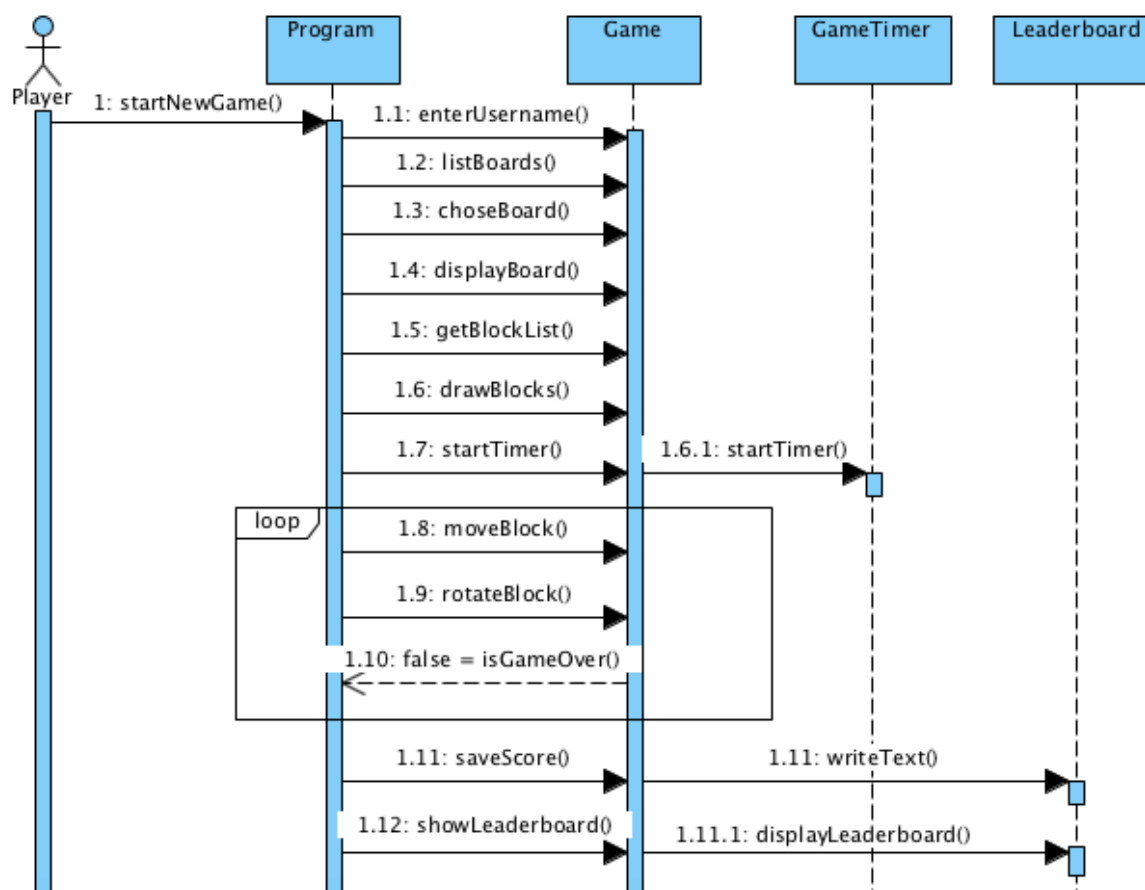 Program
Game
GameTimer
Leaderboard
Player
1: startNewGame()
1.1: enterUsername()
1.2: listBoards()
1.3: choseBoard()
1.4: displayBoard()
1.5: getBlockList()
1.6: drawBlocks()
1.7: startTimer()
1.6.1: startTimer()
loop
1.8: moveBlock()
1.9: rotateBlock()
1.10: false = isGameOver()
1.11: saveScore()
1.11: writeText()
1.12: showLeaderboard()
1.11.1: displayLeaderboard()